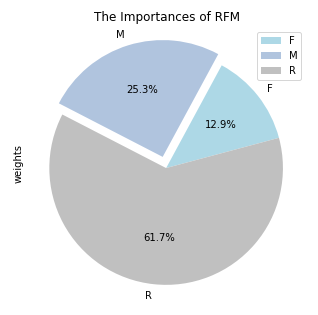 The Importances of RFM
M
F
M
R
F
25.3%
12.9%
weights
61.7%
R